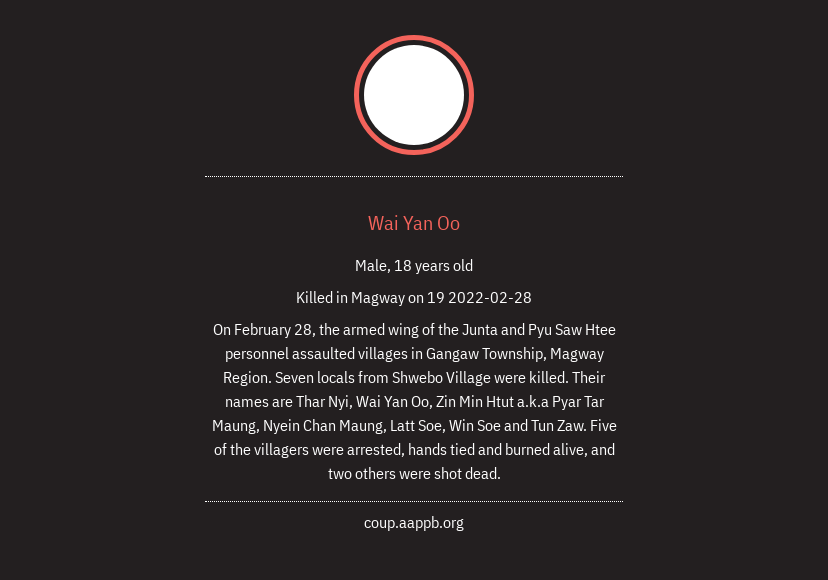 Wai Yan Oo
Male, 18 years old
Killed in Magway on 19 2022-02-28
On February 28, the armed wing of the Junta and Pyu Saw Htee
personnel assaulted villages in Gangaw Township, Magway
Region. Seven locals from Shwebo Village were killed. Their
names are Thar Nyi, Wai Yan Oo, Zin Min Htut a.k.a Pyar Tar
Maung, Nyein Chan Maung, Latt Soe, Win Soe and Tun Zaw. Five
of the villagers were arrested, hands tied and burned alive, and
two others were shot dead.
coup.aappb.org